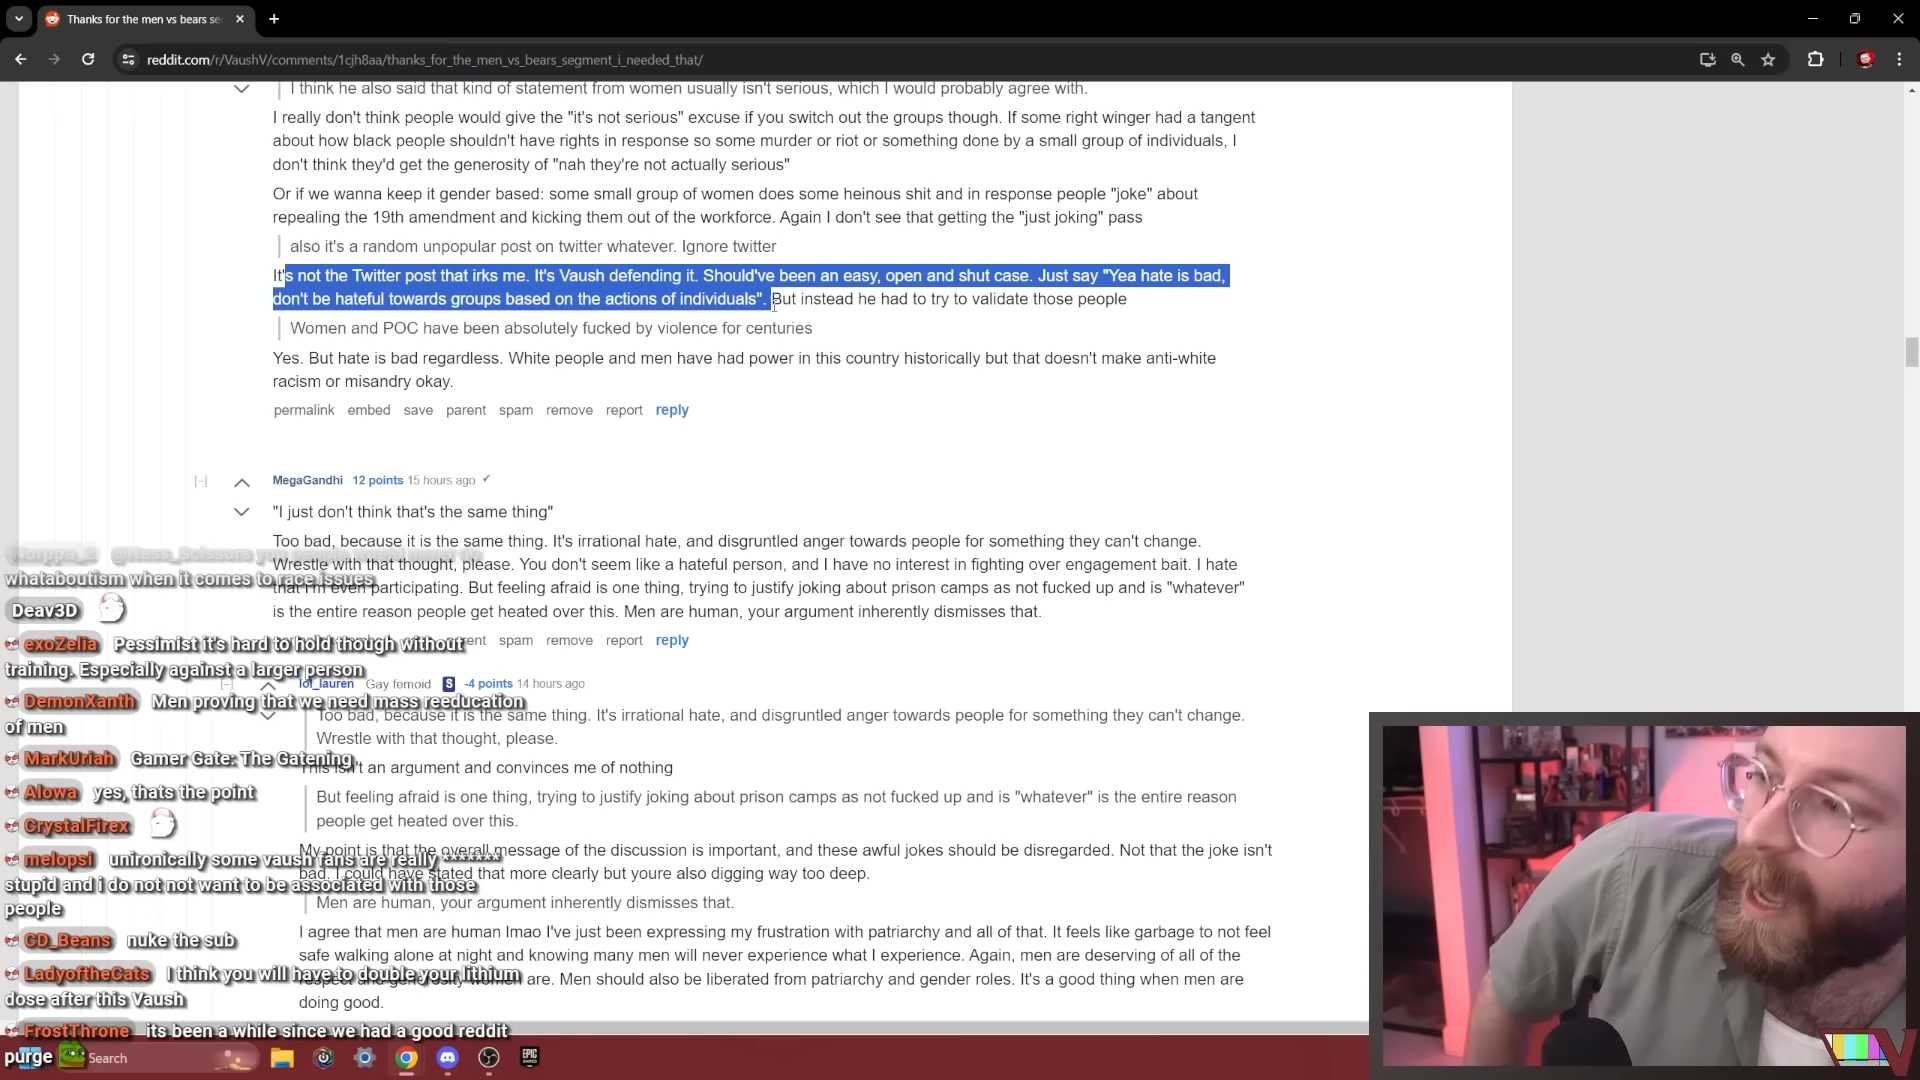 Thanks for the men vs bears se
reddit.com/r/VaushV/comments/1cjh8aa/thanks_for_the_men_vs_bears_segment_i_needed_that/
I think he also said that kind of statement from women usually isn't serious, which I would probably agree with.
I really don't think people would give the "it's not serious" excuse if you switch out the groups though. If some right winger had a tangent
about how black people shouldn't have rights in response so some murder or riot or something done by a small group of individuals, I
don't think they'd get the generosity of "nah they're not actually serious"
Or if we wanna keep it gender based: some small group of women does some heinous shit and in response people "joke" about
repealing the 19th amendment and kicking them out of the workforce. Again I don't see that getting the "just joking" pass
also it's a random unpopular post on twitter whatever. Ignore twitter
It's not the Twitter post that irks me. It's Vaush defending it. Should've been an easy, open and shut case. Just say "Yea hate is bad,
don't be hateful towards groups based on the actions of individuals". But instead he had to try to validate those people
Women and POC have been absolutely fucked by violence for centuries
Yes. But hate is bad regardless. White people and men have had power in this country historically but that doesn't make anti-white
racism or misandry okay.
permalink embed save parent spam remove report reply
[-] MegaGandhi 12 points 15 hours ago
"I just don't think that's the same thing"
Too bad, because it is the same thing. It's irrational hate, and disgruntled anger towards people for something they can't change.
Wrestle with that thought, please. You don't seem like a hateful person, and I have no interest in fighting over engagement bait. I hate
that I'm even participating. But feeling afraid is one thing, trying to justify joking about prison camps as not fucked up and is "whatever"
is the entire reason people get heated over this. Men are human, your argument inherently dismisses that.
spam remove report reply
[-] lol_lauren Gay femoid S -4 points 14 hours ago
Too bad, because it is the same thing. It's irrational hate, and disgruntled anger towards people for something they can't change.
Wrestle with that thought, please.
This isn't an argument and convinces me of nothing
But feeling afraid is one thing, trying to justify joking about prison camps as not fucked up and is "whatever" is the entire reason
people get heated over this.
My point is that the overall message of the discussion is important, and these awful jokes should be disregarded. Not that the joke isn't
bad. I could have stated that more clearly but youre also digging way too deep.
Men are human, your argument inherently dismisses that.
I agree that men are human lmao I've just been expressing my frustration with patriarchy and all of that. It feels like garbage to not feel
safe walking alone at night and knowing many men will never experience what I experience. Again, men are deserving of all of the
respect and generosity women are. Men should also be liberated from patriarchy and gender roles. It's a good thing when men are
doing good.
whataboutism when it comes to race issues
Deav3D
exoZelia Pessimist it's hard to hold though without
training. Especially against a larger person
DemonXanth Men proving that we need mass reeducation
of men
MarkUriah Gamer Gate: The Gatening
Alowa yes, thats the point
CrystalFirex
melopsl unironically some vaush fans are really *******
stupid and i do not not want to be associated with those
people
CD_Beans nuke the sub
LadyoftheCats I think you will have to double your lithium
dose after this Vaush
FrostThrone its been a while since we had a good reddit
purge
Search
EPIC
GAMES